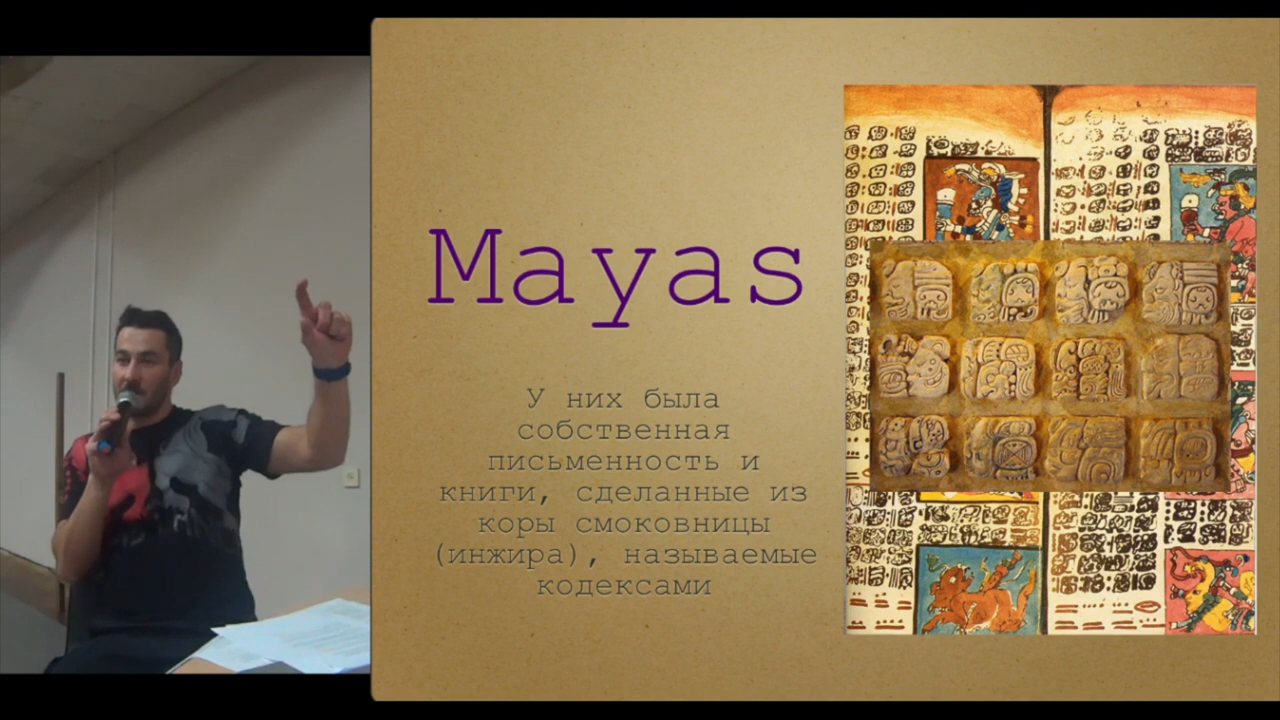 Mayas
У них была
собственная
письменность и
книги, сделанные из
коры смоковницы
(инжира), называемые
кодексами